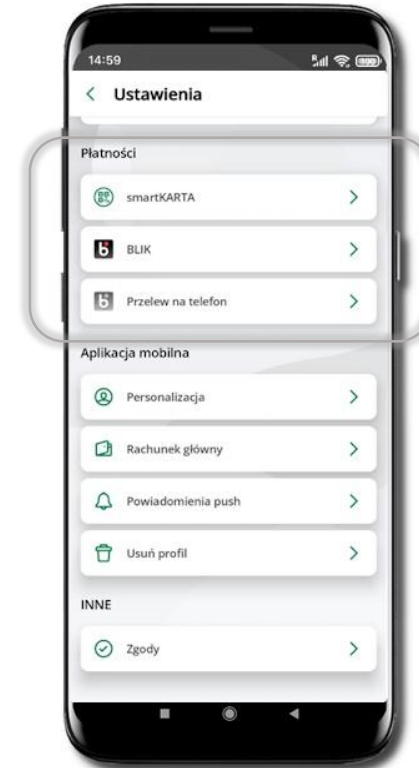 14:59
Ustawienia
Płatności
smartKARTA
BLIK
Przelew na telefon
Aplikacja mobilna
Personalizacja
Rachunek główny
Powiadomienia push
Usuń profil
INNE
Zgody